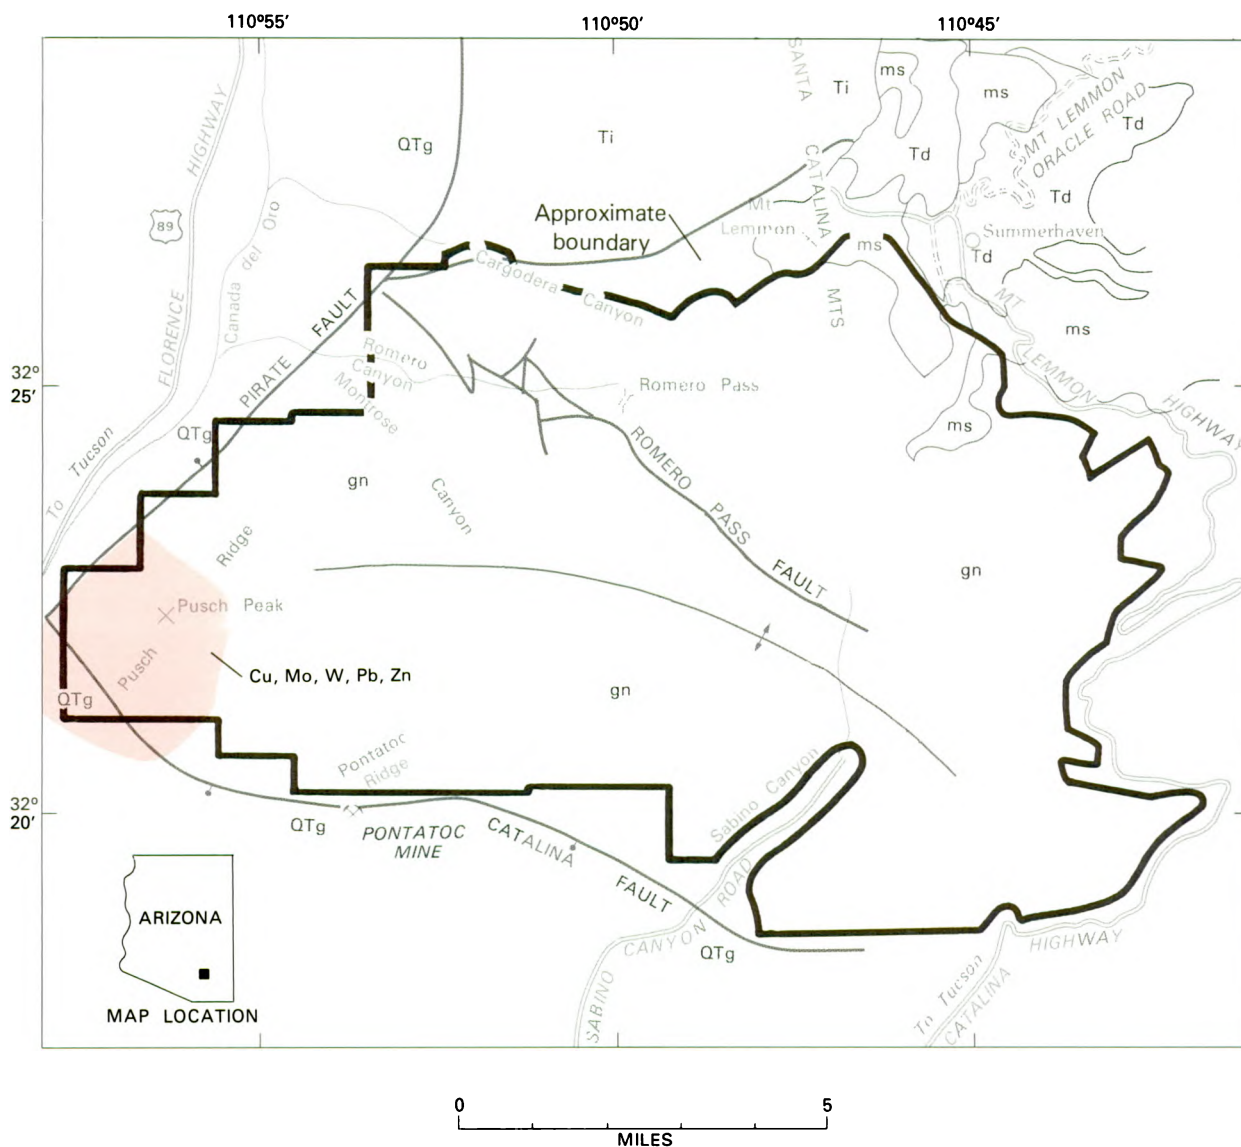 110°55′
110°50′
110°45′
SANTA
ms
Ti
ms
MT LEMMON
ORACLE ROAD
HIGHWAY
QTg
Ti
Td
Td
CATALINA
89
Canada del Oro
Approximate
boundary
Mt
Lemmon
Td
Summerhaven
ms
Td
Cargodera
Canyon
FLORENCE
PIRATE FAULT
MTS
MT
LEMMON
HIGHWAY
ms
32°
25′
Romero
Canyon
Montrose
Canyon
Romero Pass
To Tucson
QTg
ROMERO PASS FAULT
ms
gn
Ridge
gn
Pusch Peak
Pusch
Cu, Mo, W, Pb, Zn
gn
QTg
Pontatoc
Ridge
Sabino Canyon
32°
20′
QTg
PONTATOC
MINE
CATALINA FAULT
SABINO CANYON ROAD
QTg
HIGHWAY
To Tucson
CATALINA
ARIZONA
MAP LOCATION
0
5
MILES